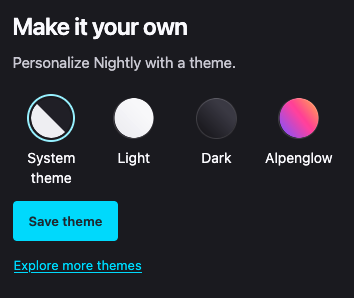 Make it your own
Personalize Nightly with a theme.
System theme
Light
Dark
Alpenglow
Save theme
Explore more themes